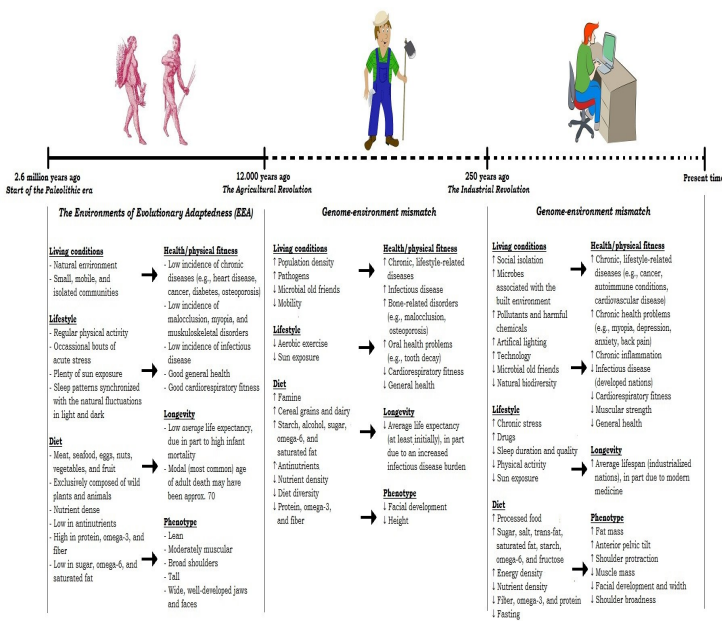 2.6 million years ago
Start of the Paleolithic era
12.000 years ago
The Agricultural Revolution
250 years ago
The Industrial Revolution
Present time
The Environments of Evolutionary Adaptedness (EEA)
Living conditions
- Natural environment
- Small, mobile, and
isolated communities
Lifestyle
- Regular physical activity
- Occassional bouts of
acute stress
- Plenty of sun exposure
- Sleep patterns synchronized
with the natural fluctuations
in light and dark
Diet
- Meat, seafood, eggs, nuts,
vegetables, and fruit
- Exclusively composed of wild
plants and animals
- Nutrient dense
- Low in antinutrients
- High in protein, omega-3, and
fiber
- Low in sugar, omega-6, and
saturated fat
Health/physical fitness
- Low incidence of chronic
diseases (e.g., heart disease,
cancer, diabetes, osteoporosis)
- Low incidence of
malocclusion, myopia, and
muskuloskeletal disorders
- Low incidence of infectious
disease
- Good general health
- Good cardiorespiratory fitness
Longevity
- Low average life expectancy,
due in part to high infant
mortality
- Modal (most common) age
of adult death may have
been approx. 70
Phenotype
- Lean
- Moderately muscular
- Broad shoulders
- Tall
- Wide, well-developed jaws
and faces
Genome-environment mismatch
Living conditions
↑ Population density
↑ Pathogens
↓ Microbial old friends
↓ Mobility
Lifestyle
↓ Aerobic exercise
↓ Sun exposure
Diet
↑ Famine
↑ Cereal grains and dairy
↑ Starch, alcohol, sugar,
omega-6, and
saturated fat
↑ Antinutrients
↓ Nutrient density
↓ Diet diversity
↓ Protein, omega-3,
and fiber
Health/physical fitness
↑ Chronic, lifestyle-related
diseases
↑ Infectious disease
↑ Bone-related disorders
(e.g., malocclusion,
osteoporosis)
↑ Oral health problems
(e.g., tooth decay)
↓ Cardiorespiratory fitness
↓ General health
Longevity
↓ Average life expectancy
(at least initially), in part
due to an increased
infectious disease burden
Phenotype
↓ Facial development
↓ Height
Genome-environment mismatch
Living conditions
↑ Social isolation
↑ Microbes
associated with the
built environment
↑ Pollutants and harmful
chemicals
↑ Artifical lighting
↑ Technology
↓ Microbial old friends
↓ Natural biodiversity
Lifestyle
↑ Chronic stress
↑ Drugs
↓ Sleep duration and quality
↓ Physical activity
↓ Sun exposure
Diet
↑ Processed food
↑ Sugar, salt, trans-fat,
saturated fat, starch,
omega-6, and fructose
↑ Energy density
↓ Nutrient density
↓ Fiber, omega-3, and protein
↓ Fasting
Health/physical fitness
↑ Chronic, lifestyle-related
diseases (e.g., cancer,
autoimmune conditions,
cardiovascular disease)
↑ Chronic health problems
(e.g., myopia, depression,
anxiety, back pain)
↑ Chronic inflammation
↓ Infectious disease
(developed nations)
↓ Cardiorespiratory fitness
↓ Muscular strength
↓ General health
Longevity
↑ Average lifespan (industrialized
nations), in part due to modern
medicine
Phenotype
↑ Fat mass
↑ Anterior pelvic tilt
↑ Shoulder protraction
↓ Muscle mass
↓ Facial development and width
↓ Shoulder broadness